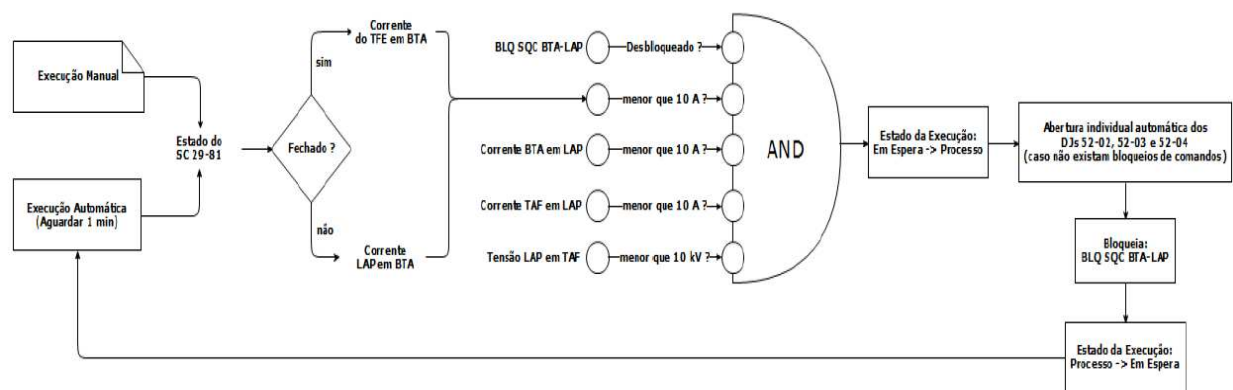 Execução Manual
Execução Automática
(Aguardar 1 min)
Estado do
SC 29-81
Fechado ?
sim
não
Corrente
do TFE em BTA
Corrente
LAP em BTA
BLQ SQC BTA-LAP
Desbloqueado ?
menor que 10 A ?
Corrente BTA em LAP
menor que 10 A ?
Corrente TAF em LAP
menor que 10 A ?
Tensão LAP em TAF
menor que 10 kV ?
AND
Estado da Execução:
Em Espera -> Processo
Abertura individual automática dos
DJs 52-02, 52-03 e 52-04
(caso não existam bloqueios de comandos)
Bloqueia:
BLQ SQC BTA-LAP
Estado da Execução:
Processo -> Em Espera